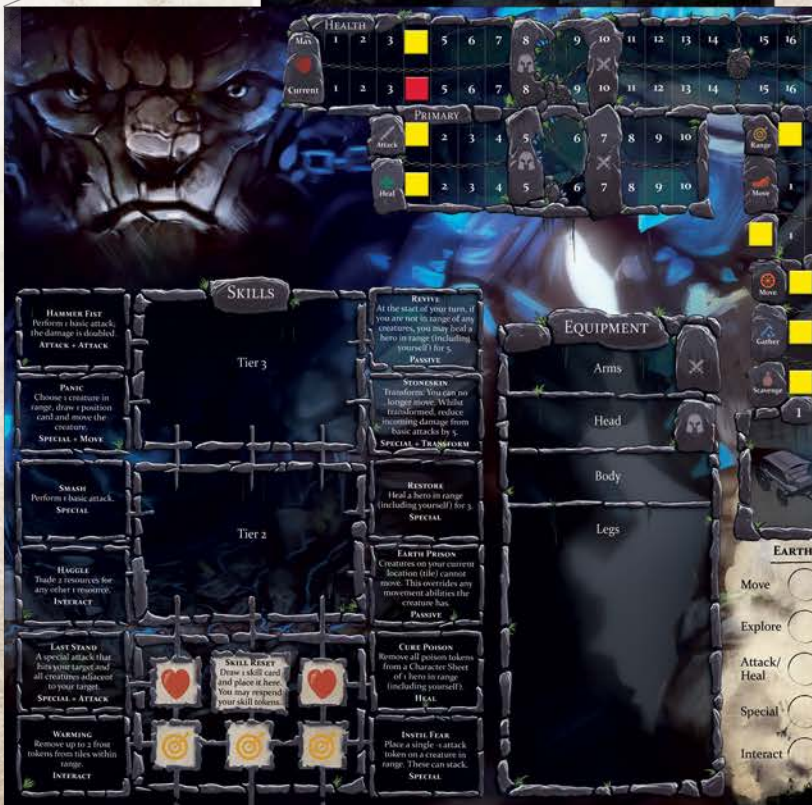 HEALTH
Max 1 2 3 5 6 7 8 9 10 11 12 13 14 15 16
Current 1 2 3 5 6 7 8 9 10 11 12 13 14 15 16
PRIMARY
Attack 2 3 4 5 6 7 8 9 10
Heal 2 3 4 5 6 7 8 9 10
Range
Move 1
1
Move
Gather
Scavenge
1
SKILLS
Tier 3
Tier 2
HAMMER FIST
Perform 1 basic attack,
the damage is doubled.
ATTACK + ATTACK
PANIC
Choose 1 creature in
range, draw 1 position
card and move the
creature.
SPECIAL + MOVE
SMASH
Perform 1 basic attack.
SPECIAL
HAGGLE
Trade 2 resources for
any other 1 resource.
INTERACT
LAST STAND
A special attack that
hits your target and
all creatures adjacent
to your target.
SPECIAL + ATTACK
WARMING
Remove up to 2 frost
tokens from tiles within
range.
INTERACT
SKILL RESET
Draw 1 skill card
and place it here.
You may respend
your skill tokens.
REVIVE
At the start of your turn, if
you are not in range of any
creatures, you may heal a
hero in range (including
yourself) for 5.
PASSIVE
STONESKIN
Transform: You can no
longer move. Whilst
transformed, reduce
incoming damage from
basic attacks by 5.
SPECIAL + TRANSFORM
RESTORE
Heal a hero in range
(including yourself) for 3.
SPECIAL
EARTH PRISON
Creatures on your current
location (tile) cannot
move. This overrides any
movement abilities the
creature has.
PASSIVE
CURE POISON
Remove all poison tokens
from a Character Sheet
of 1 hero in range
(including yourself).
HEAL
INSTIL FEAR
Place a single -1 attack
token on a creature in
range. These can stack.
SPECIAL
EQUIPMENT
Arms
Head
Body
Legs
EARTH
Move
Explore
Attack/
Heal
Special
Interact